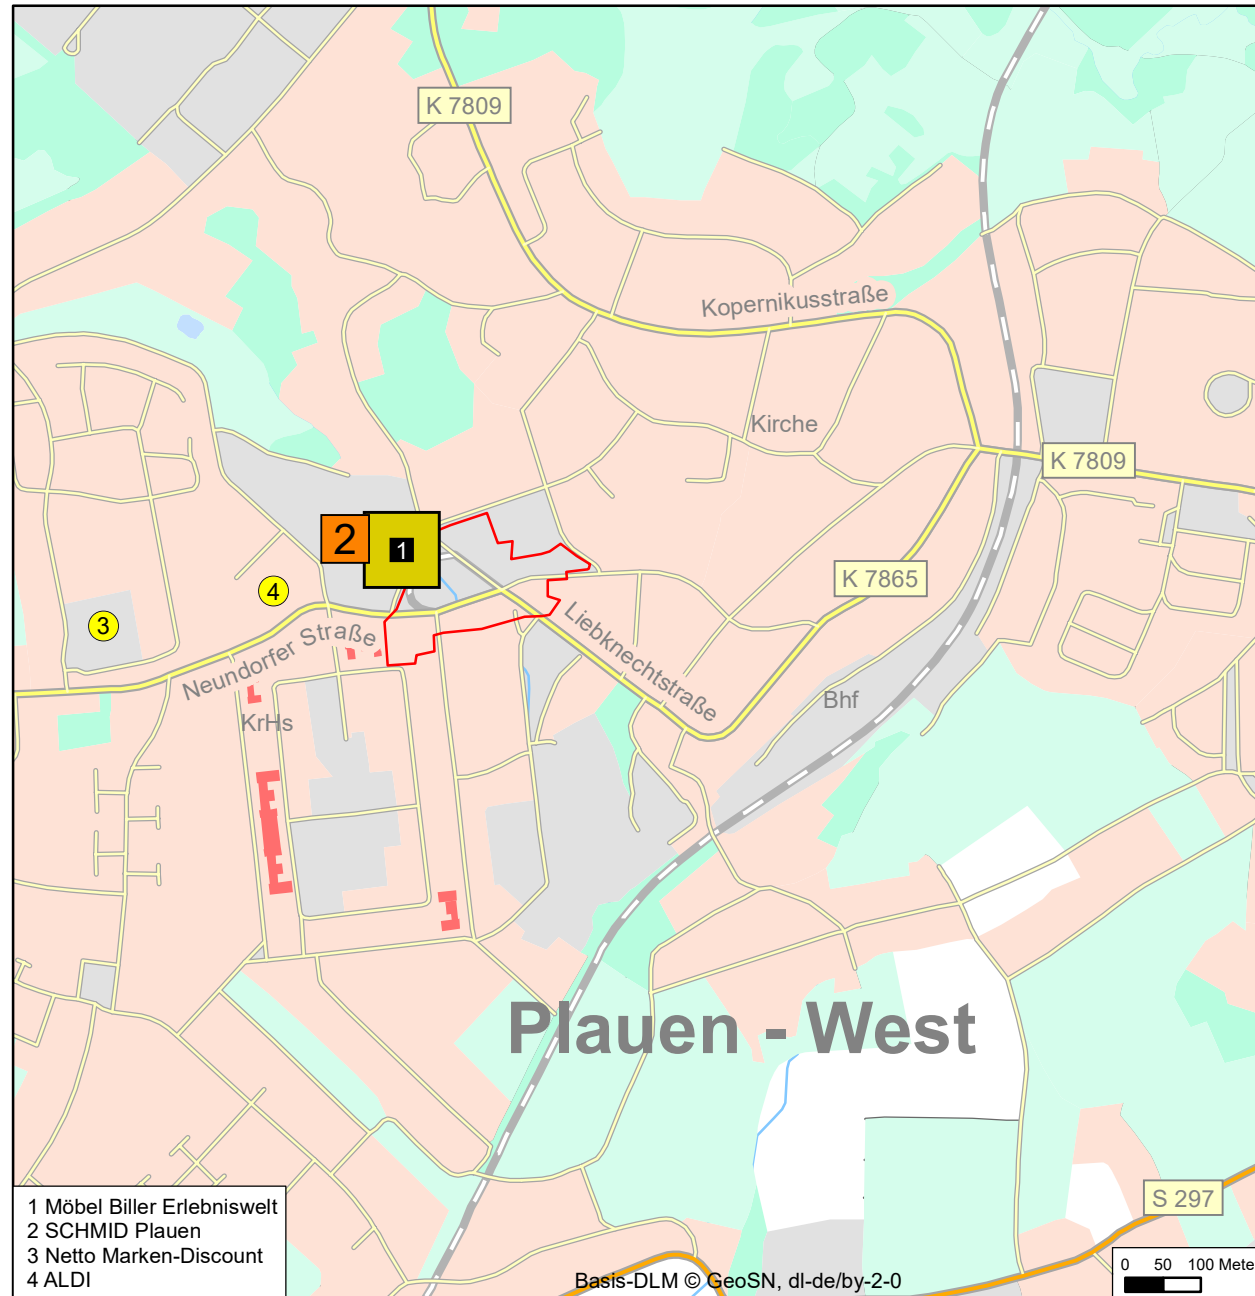 K 7809
Kopernikusstraße
Kirche
K 7809
2
1
K 7865
4
3
Liebknechtstraße
Neundorfer Straße
Bhf
KrHs
Plauen - West
S 297
1 Möbel Biller Erlebniswelt
2 SCHMID Plauen
3 Netto Marken-Discount
4 ALDI
0 50 100 Mete
Basis-DLM © GeoSN, dl-de/by-2-0